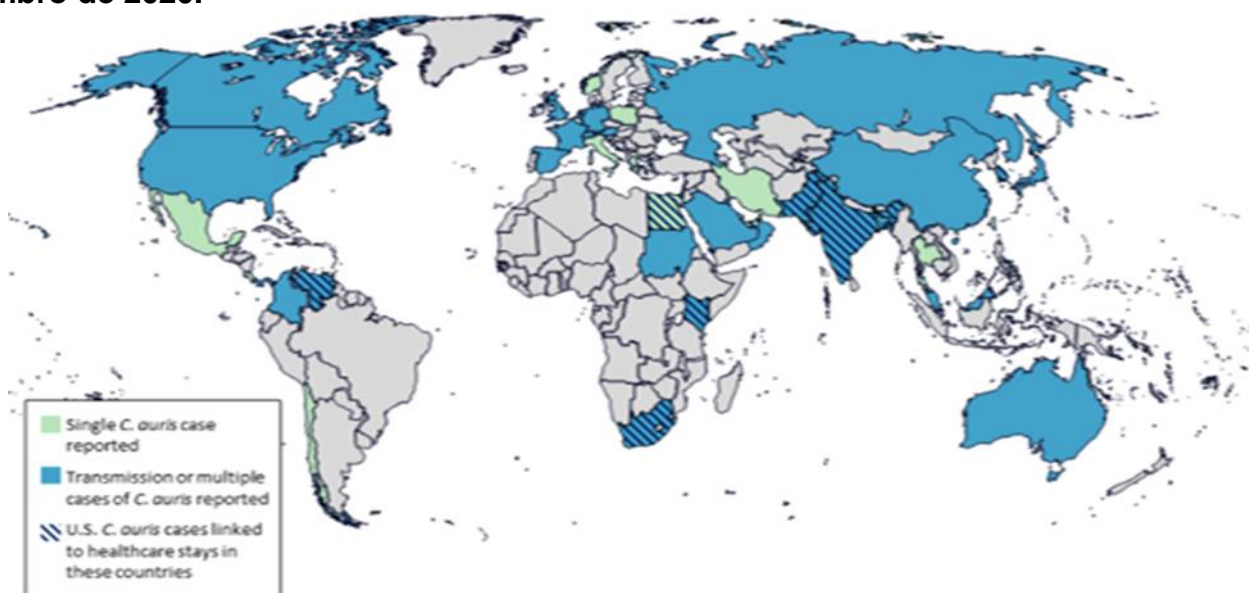 de 2020.
Single C. auris case
reported
Transmission or multiple
cases of C. auris reported
U.S. C. auris cases linked
to healthcare stays in
these countries